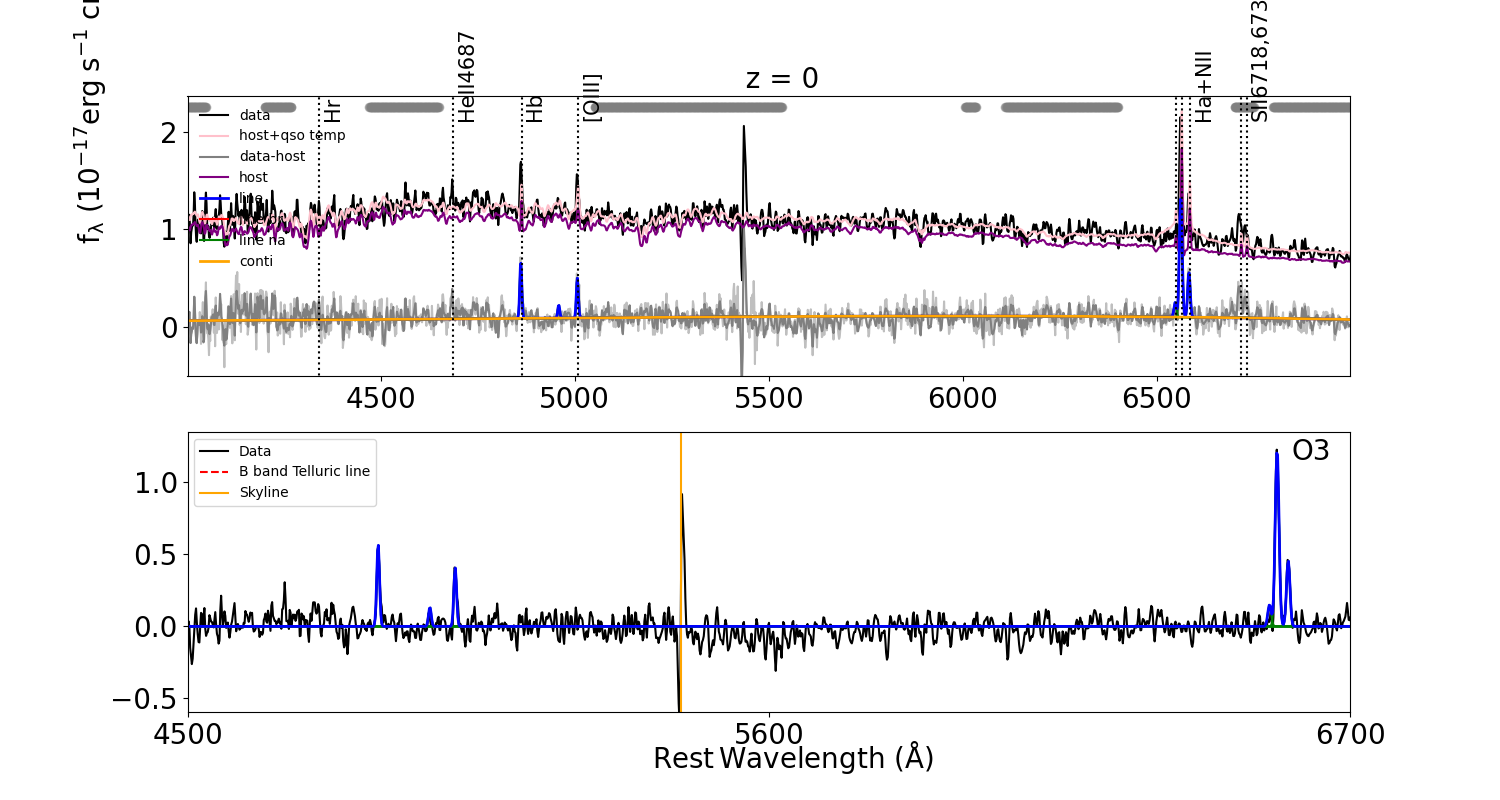 z = 0
Hr
HeII4687
Hb
[OIII]
Ha+NII
SII6718,673
data
host+qso temp
data-host
host
line
line na
conti
f_λ (10^{-17}erg s^{-1} c
2
1
0
4500
5000
5500
6000
6500
Data
B band Telluric line
Skyline
O3
1.0
0.5
0.0
−0.5
4500
5600
6700
Rest Wavelength (Å)